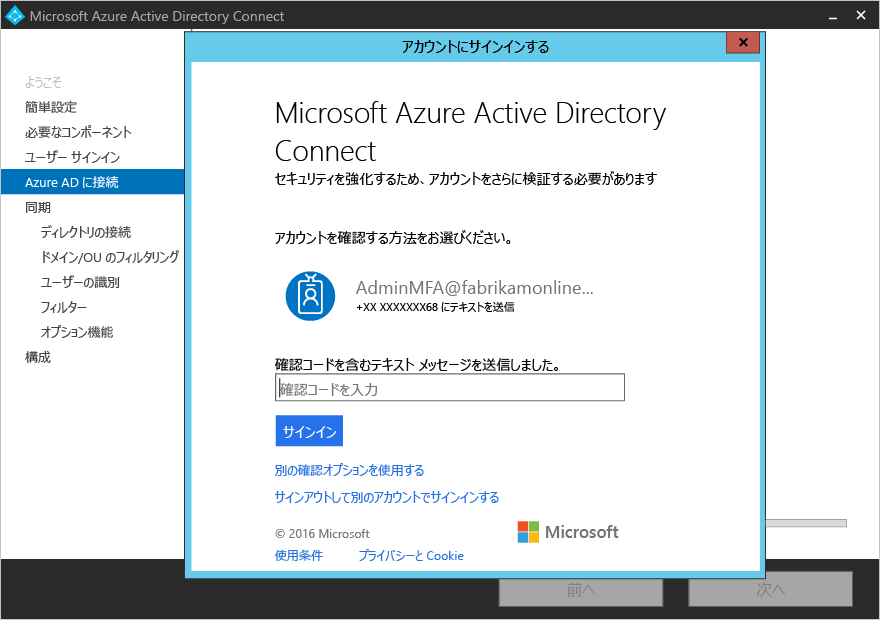 Microsoft Azure Active Directory Connect
アカウントにサインインする
ようこそ
簡単設定
必要なコンポーネント
ユーザー サインイン
Azure AD に接続
同期
ディレクトリの接続
ドメイン/OU のフィルタリング
ユーザーの識別
フィルター
オプション機能
構成
Microsoft Azure Active Directory
Connect
セキュリティを強化するため、アカウントをさらに検証する必要があります
アカウントを確認する方法をお選びください。
AdminMFA@fabrikamonline...
+XX XXXXXXX68 にテキストを送信
確認コードを含むテキスト メッセージを送信しました。
確認コードを入力
サインイン
別の確認オプションを使用する
サインアウトして別のアカウントでサインインする
© 2016 Microsoft
Microsoft
使用条件 プライバシーと Cookie
前へ 次へ